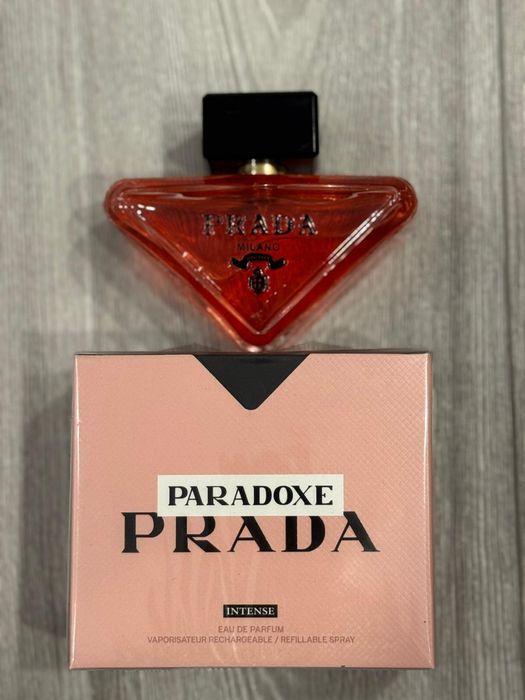 PRADA
MILANO
PARADOXE
PRADA
INTENSE
EAU DE PARFUM
VAPORISATEUR RECHARGEABLE / REFILLABLE SPRAY